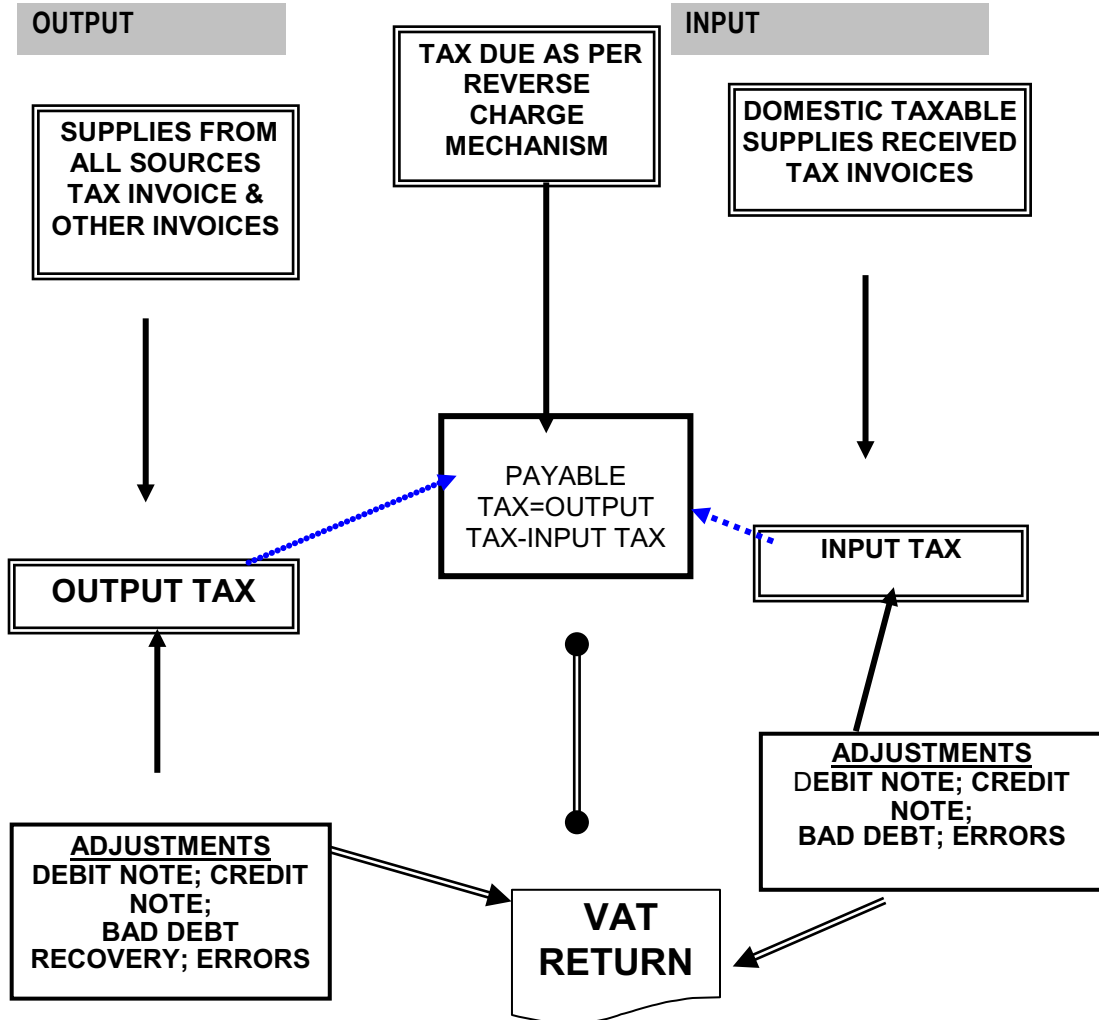 OUTPUT
INPUT
TAX DUE AS PER
REVERSE
CHARGE
MECHANISM
SUPPLIES FROM
ALL SOURCES
TAX INVOICE &
OTHER INVOICES
DOMESTIC TAXABLE
SUPPLIES RECEIVED
TAX INVOICES
PAYABLE
TAX=OUTPUT
TAX-INPUT TAX
OUTPUT TAX
INPUT TAX
ADJUSTMENTS
DEBIT NOTE; CREDIT
NOTE;
BAD DEBT
RECOVERY; ERRORS
ADJUSTMENTS
DEBIT NOTE; CREDIT
NOTE;
BAD DEBT; ERRORS
VAT
RETURN